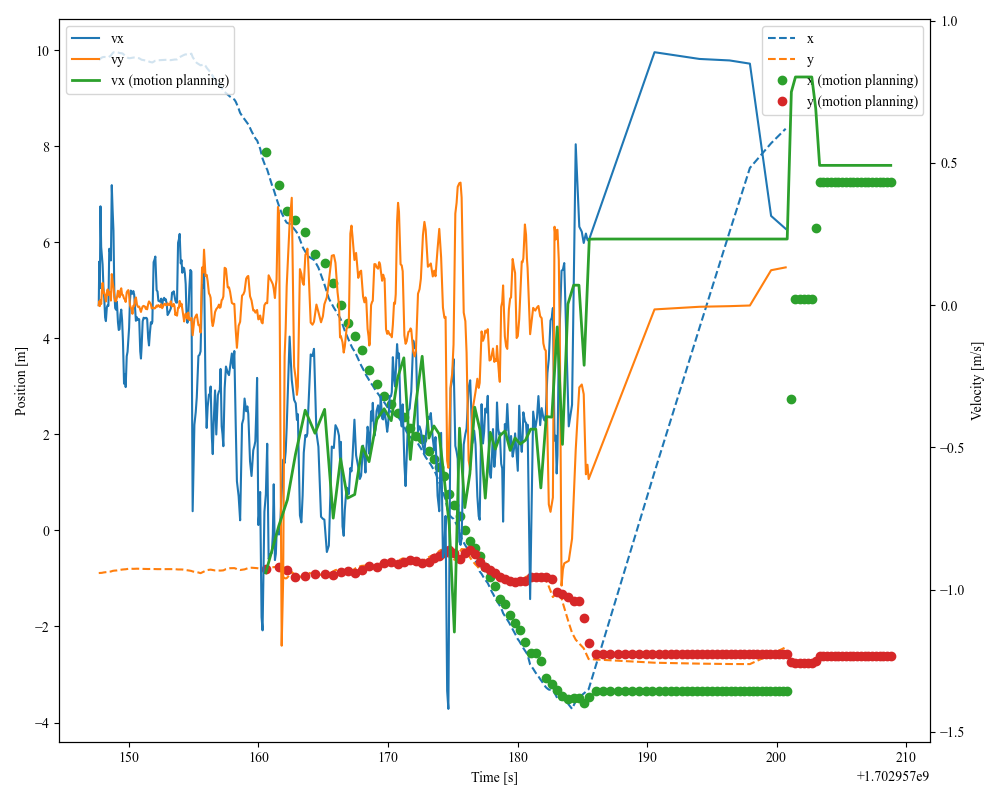 vx
vy
vx (motion planning)
x
y
x (motion planning)
y (motion planning)
10
8
6
4
2
0
−2
−4
Position [m]
1.0
0.5
0.0
−0.5
−1.0
−1.5
Velocity [m/s]
150
160
170
180
190
200
210
Time [s]
+1.702957e9